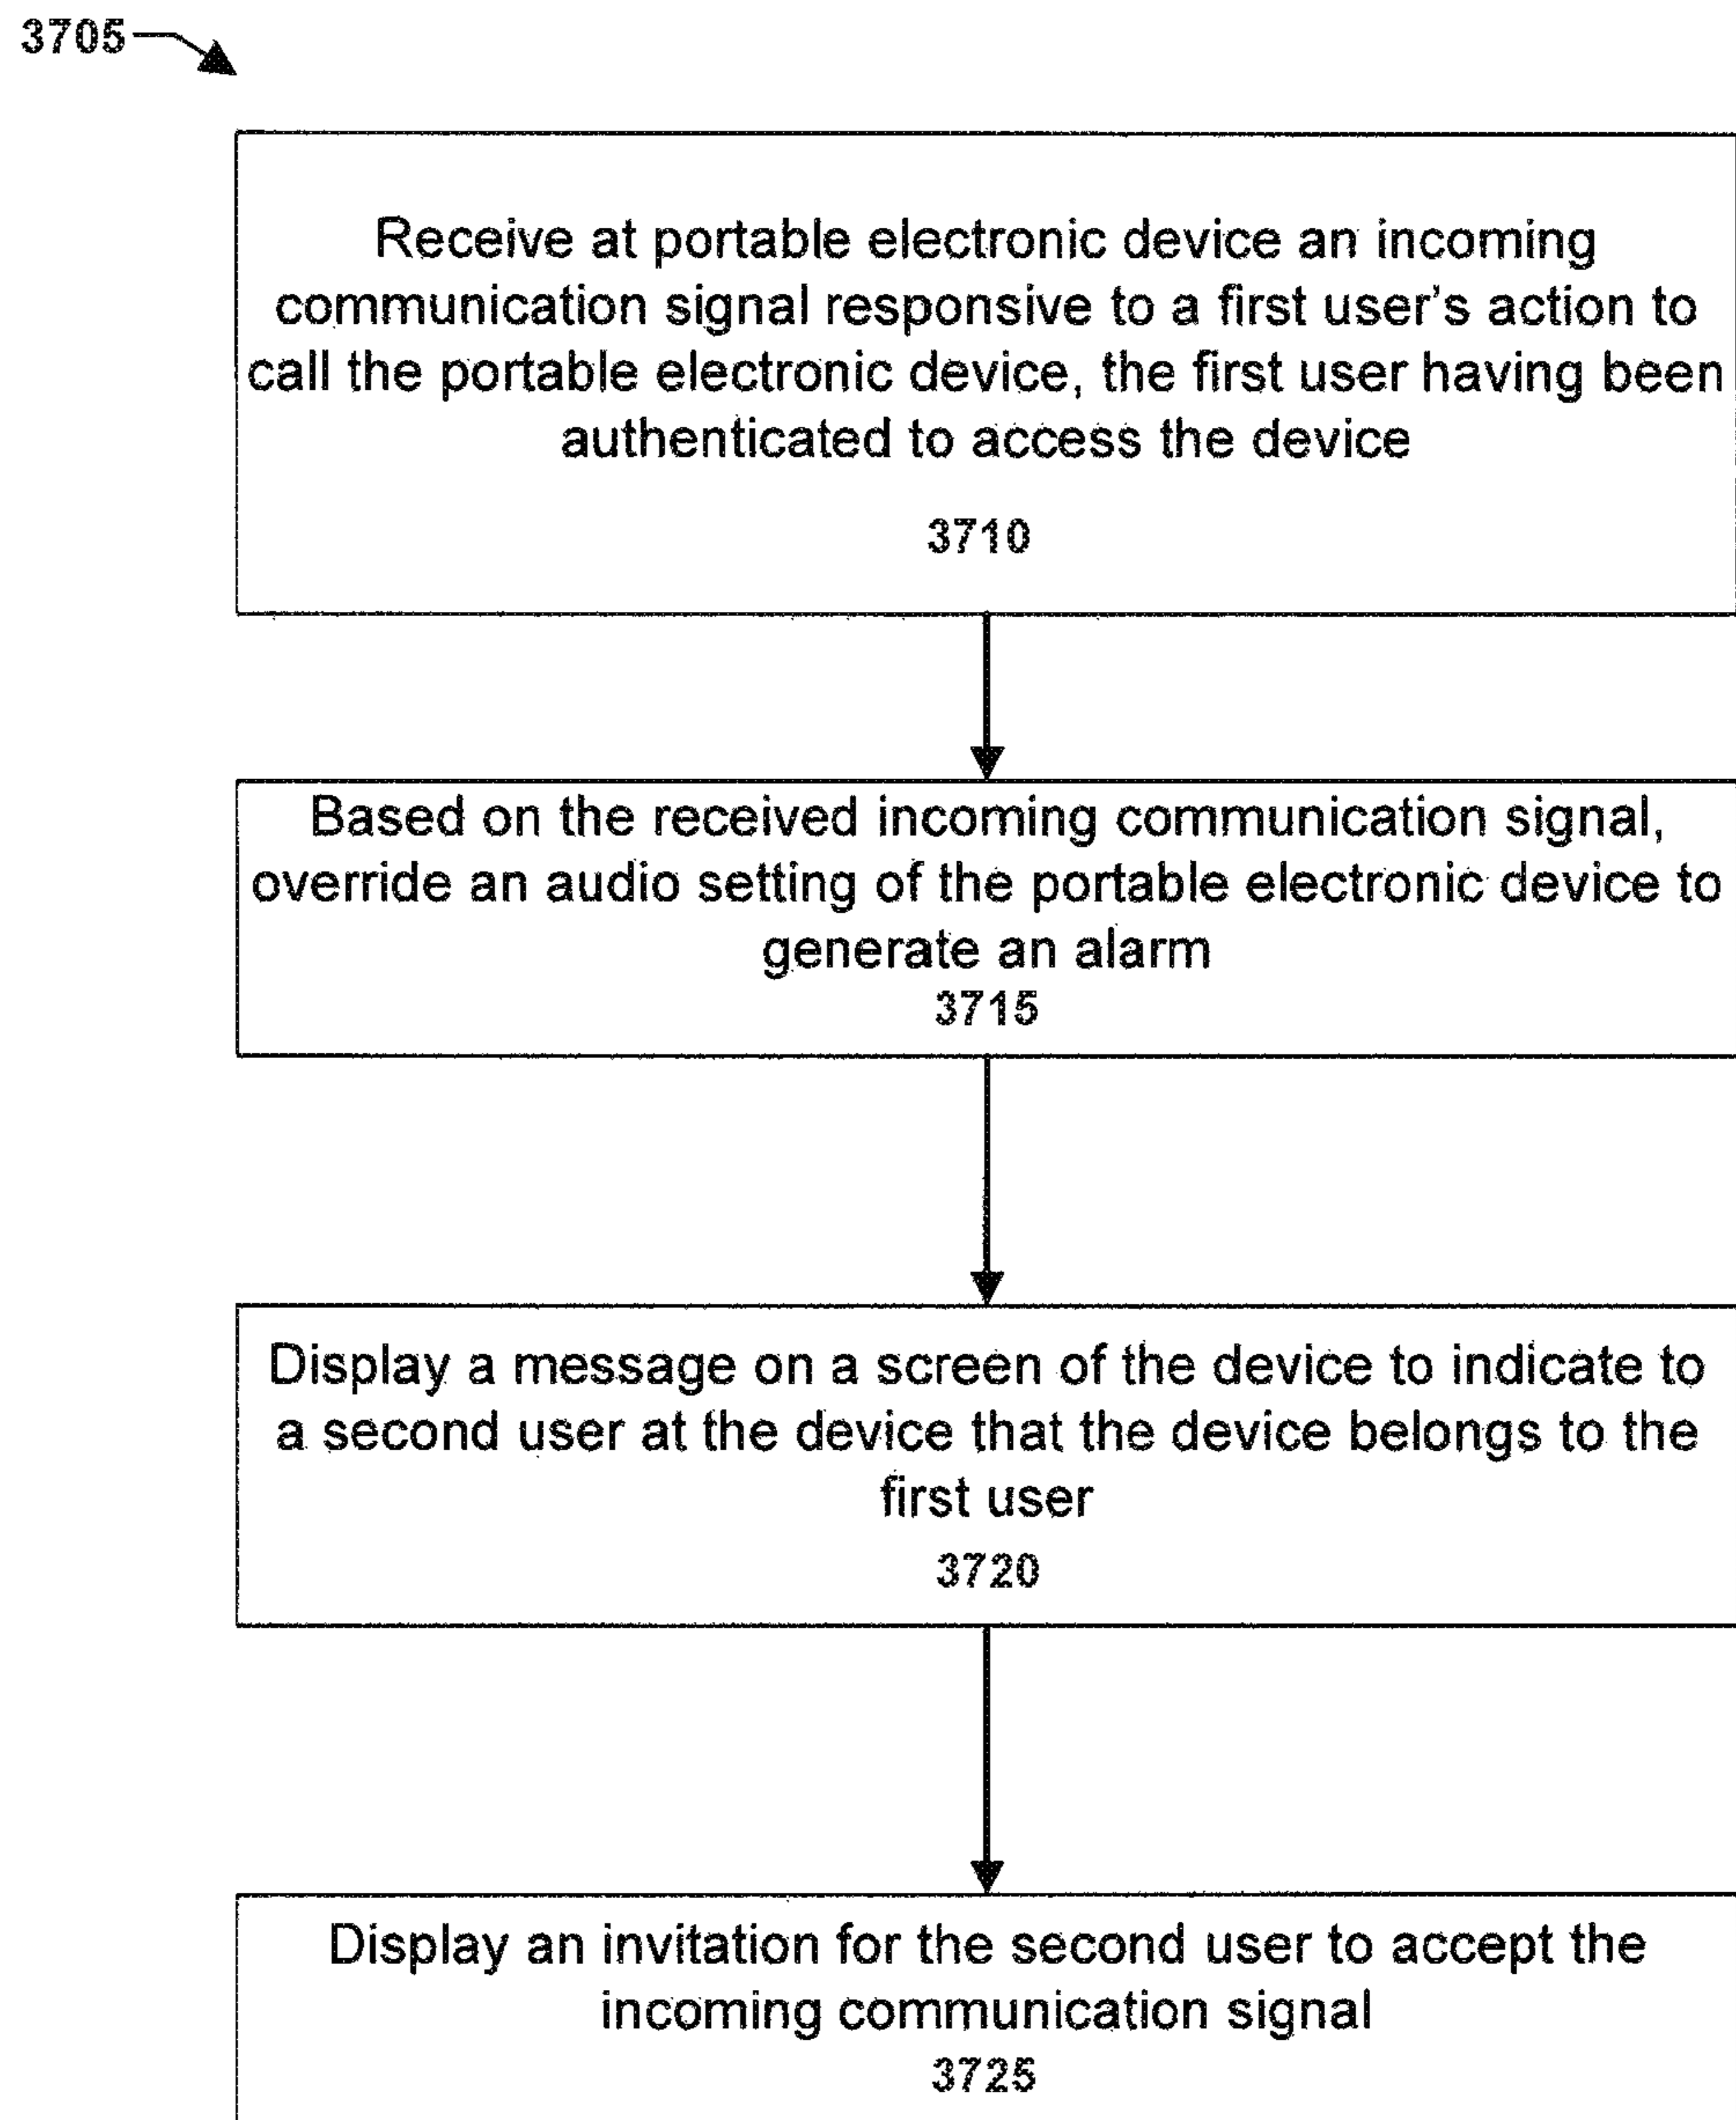 3705
Receive at portable electronic device an incoming
communication signal responsive to a first user's action to
call the portable electronic device, the first user having been
authenticated to access the device
3710
Based on the received incoming communication signal,
override an audio setting of the portable electronic device to
generate an alarm
3715
Display a message on a screen of the device to indicate to
a second user at the device that the device belongs to the
first user
3720
Display an invitation for the second user to accept the
incoming communication signal
3725